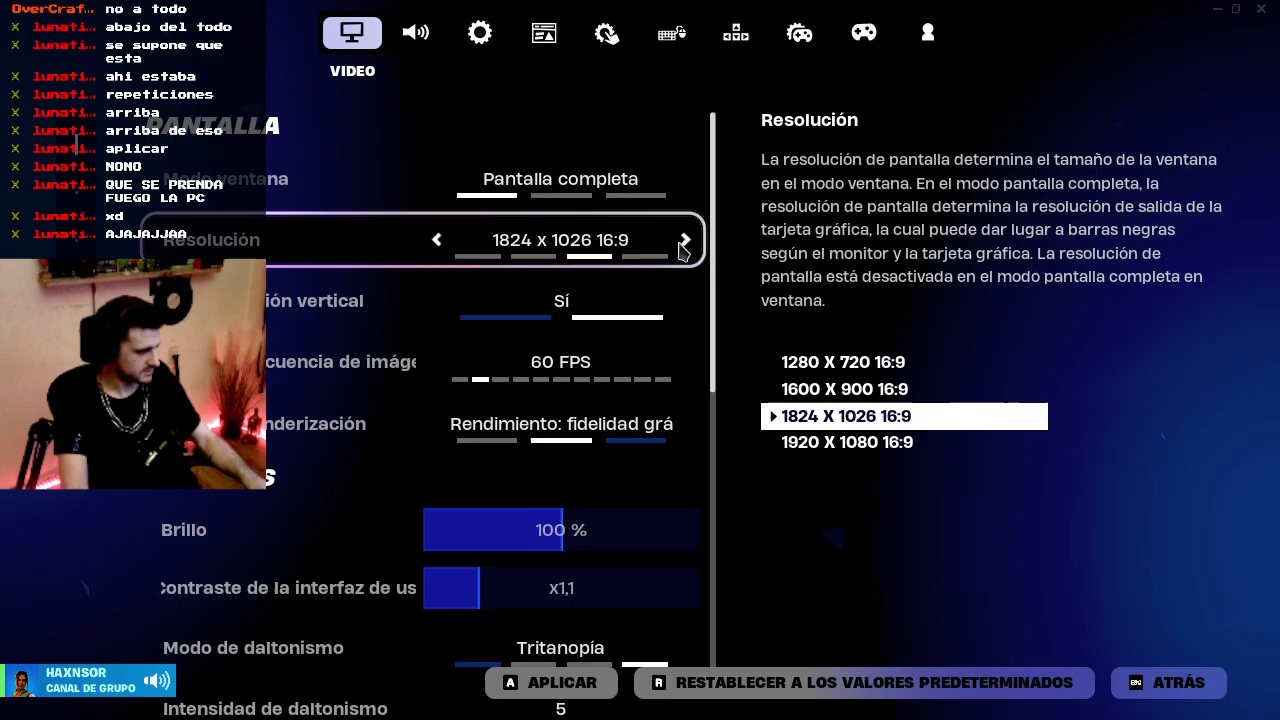 OverCraf... no a todo
X lunati... abajo del todo
X lunati... se supone que
esta
X lunati... ahi estaba
X lunati... repeticiones
X lunati... arriba
X lunati... arriba de eso
X lunati... aplicar
X lunati... NONO
X lunati... QUE SE PRENDA
FUEGO LA PC
X lunati... xd
X lunati... AJAJAJJAA
VIDEO
PANTALLA
Modo ventana
Pantalla completa
Resolución
1824 x 1026 16:9
ión vertical
Sí
cuencia de imáge
60 FPS
nderización
Rendimiento: fidelidad grá
S
Brillo
100 %
Contraste de la interfaz de us
x1,1
Modo de daltonismo
Tritanopía
Intensidad de daltonismo
5
Resolución
La resolución de pantalla determina el tamaño de la ventana
en el modo ventana. En el modo pantalla completa, la
resolución de pantalla determina la resolución de salida de la
tarjeta gráfica, la cual puede dar lugar a barras negras
según el monitor y la tarjeta gráfica. La resolución de
pantalla está desactivada en el modo pantalla completa en
ventana.
1280 X 720 16:9
1600 X 900 16:9
1824 X 1026 16:9
1920 X 1080 16:9
HAXNSOR
CANAL DE GRUPO
A APLICAR
R RESTABLECER A LOS VALORES PREDETERMINADOS
ATRÁS